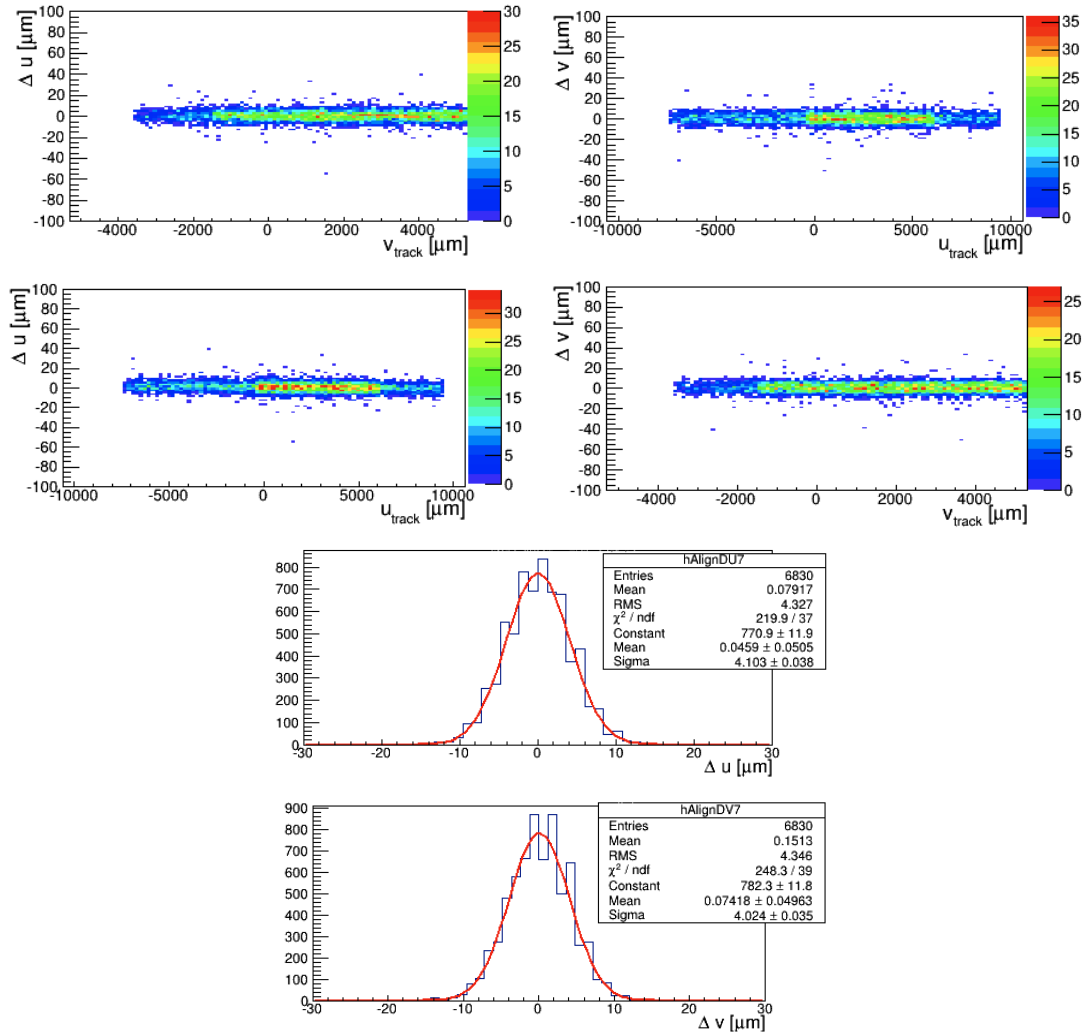 Δ u [μm]
100
80
60
40
20
0
-20
-40
-60
-80
-100
-4000 -2000 0 2000 4000
v_track [μm]
30
25
20
15
10
5
0
Δ v [μm]
100
80
60
40
20
0
-20
-40
-60
-80
-100
-10000 -5000 0 5000 10000
u_track [μm]
35
30
25
20
15
10
5
0
Δ u [μm]
100
80
60
40
20
0
-20
-40
-60
-80
-100
-10000 -5000 0 5000 10000
u_track [μm]
30
25
20
15
10
5
0
Δ v [μm]
100
80
60
40
20
0
-20
-40
-60
-80
-100
-4000 -2000 0 2000 4000
v_track [μm]
25
20
15
10
5
0
800
700
600
500
400
300
200
100
0
-30 -20 -10 0 10 20 30
Δ u [μm]
hAlignDU7
Entries 6830
Mean 0.07917
RMS 4.327
χ² / ndf 219.9 / 37
Constant 770.9 ± 11.9
Mean 0.0459 ± 0.0505
Sigma 4.103 ± 0.038
900
800
700
600
500
400
300
200
100
0
-30 -20 -10 0 10 20 30
Δ v [μm]
hAlignDV7
Entries 6830
Mean 0.1513
RMS 4.346
χ² / ndf 248.3 / 39
Constant 782.3 ± 11.8
Mean 0.07418 ± 0.04963
Sigma 4.024 ± 0.035